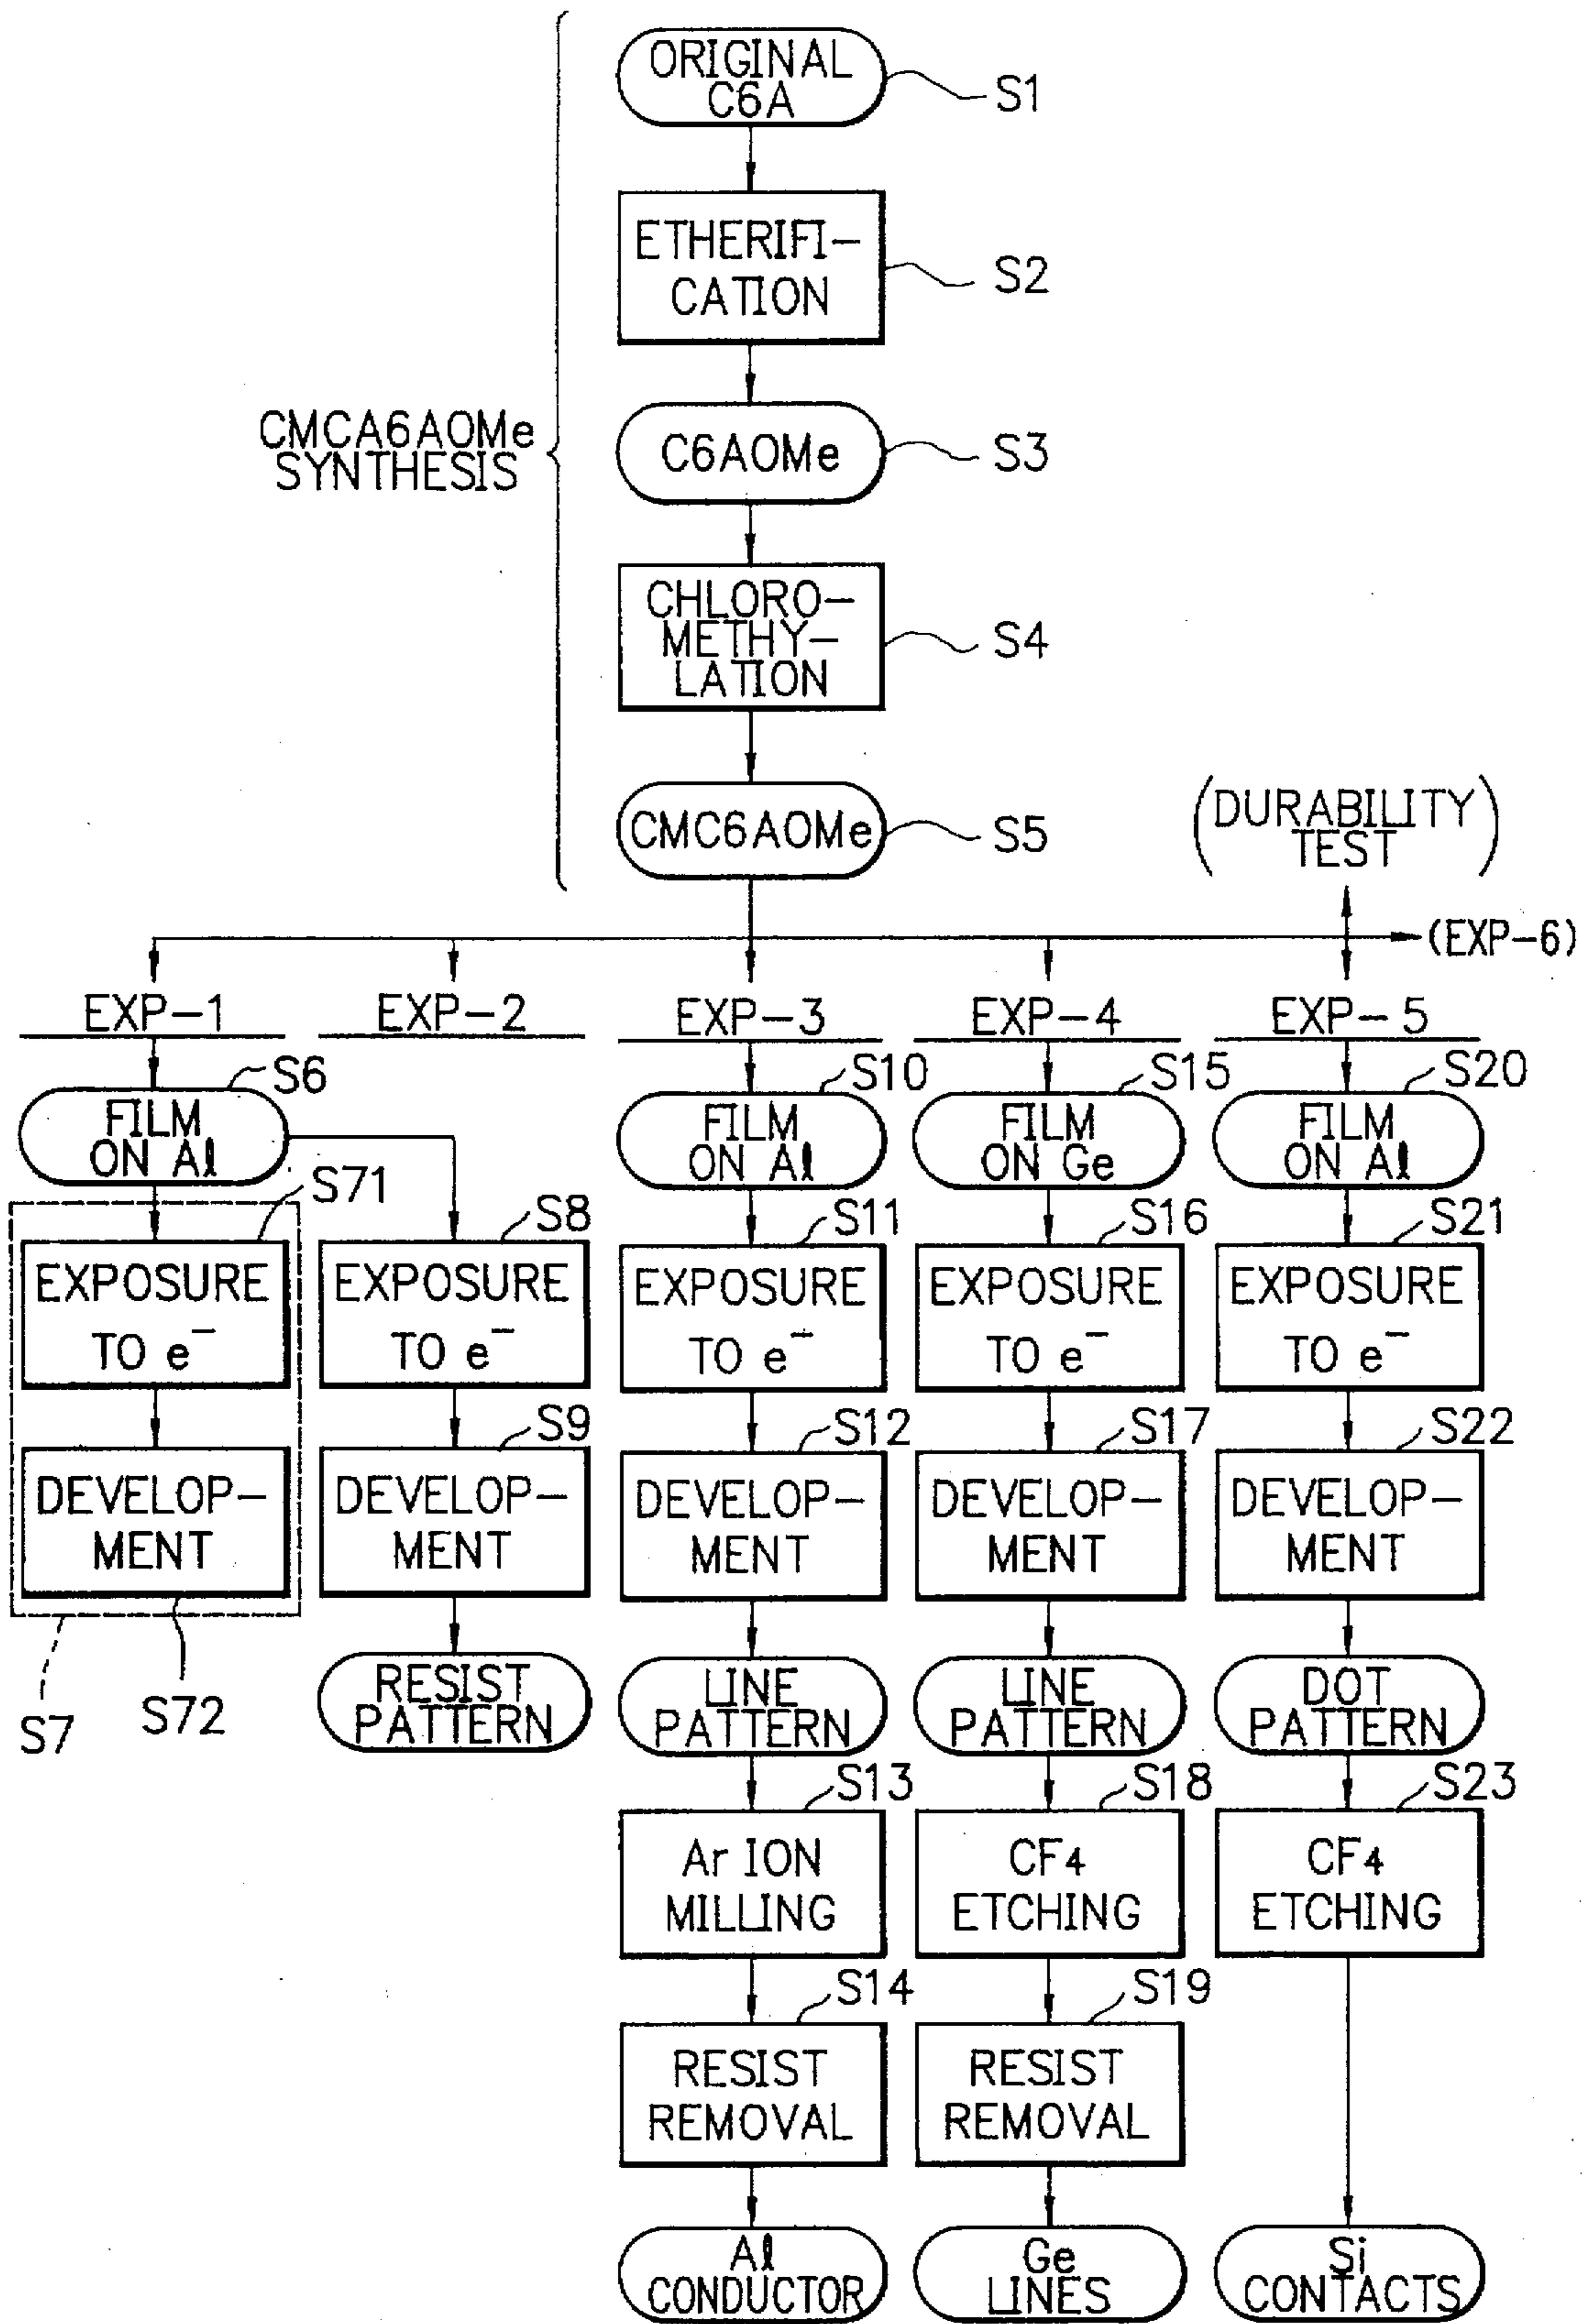 ORIGINAL
C6A
S1
ETHERIFI-
CATION
S2
CMCA6AOMe
SYNTHESIS
C6AOMe
S3
CHLORO-
METHY-
LATION
S4
CMC6AOMe
S5
(DURABILITY
TEST)
(EXP-6)
EXP-1
EXP-2
EXP-3
EXP-4
EXP-5
S6
FILM
ON Al
S71
EXPOSURE
TO e⁻
DEVELOP-
MENT
S7
S72
S8
EXPOSURE
TO e⁻
S9
DEVELOP-
MENT
RESIST
PATTERN
S10
FILM
ON Al
S11
EXPOSURE
TO e⁻
S12
DEVELOP-
MENT
LINE
PATTERN
S13
Ar ION
MILLING
S14
RESIST
REMOVAL
Al
CONDUCTOR
S15
FILM
ON Ge
S16
EXPOSURE
TO e⁻
S17
DEVELOP-
MENT
LINE
PATTERN
S18
CF4
ETCHING
S19
RESIST
REMOVAL
Ge
LINES
S20
FILM
ON Al
S21
EXPOSURE
TO e⁻
S22
DEVELOP-
MENT
DOT
PATTERN
S23
CF4
ETCHING
Si
CONTACTS